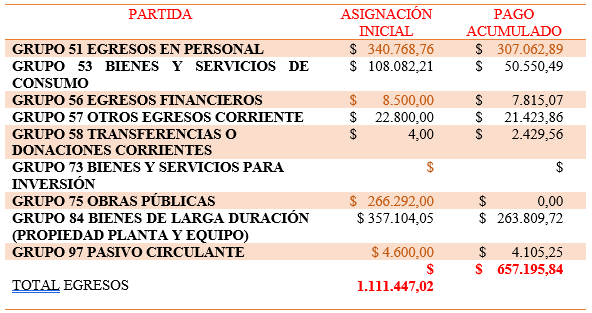 PARTIDA ASIGNACIÓN INICIAL PAGO ACUMULADO
GRUPO 51 EGRESOS EN PERSONAL $ 340.768,76 $ 307.062,89
GRUPO 53 BIENES Y SERVICIOS DE $ 108.082,21 $ 50.550,49
CONSUMO
GRUPO 56 EGRESOS FINANCIEROS $ 8.500,00 $ 7.815,07
GRUPO 57 OTROS EGRESOS CORRIENTE $ 22.800,00 $ 21.423,86
GRUPO 58 TRANSFERENCIAS O $ 4,00 $ 2.429,56
DONACIONES CORRIENTES
GRUPO 73 BIENES Y SERVICIOS PARA $ $
INVERSIÓN
GRUPO 75 OBRAS PÚBLICAS $ 266.292,00 $ 0,00
GRUPO 84 BIENES DE LARGA DURACIÓN $ 357.104,05 $ 263.809,72
(PROPIEDAD PLANTA Y EQUIPO)
GRUPO 97 PASIVO CIRCULANTE $ 4.600,00 $ 4.105,25
$ $ 657.195,84
TOTAL EGRESOS 1.111.447,02